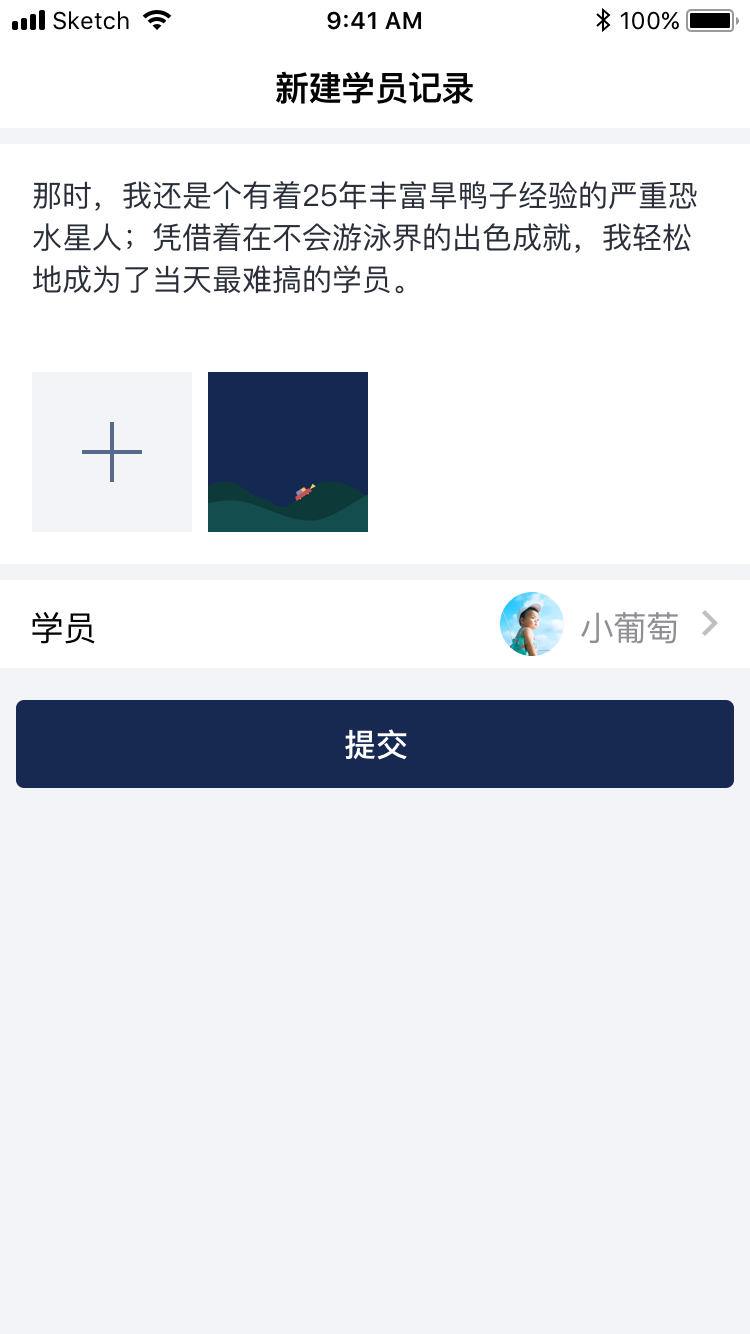 Sketch 9:41 AM 100%
新建学员记录
那时，我还是个有着25年丰富旱鸭子经验的严重恐
水星人；凭借着在不会游泳界的出色成就，我轻松
地成为了当天最难搞的学员。
学员 小葡萄
提交